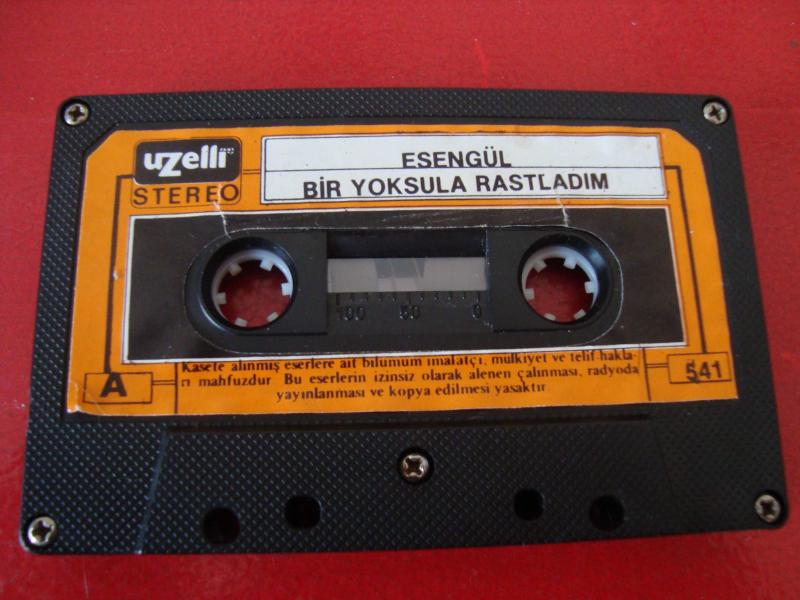 uzelli
STEREO
ESENGÜL
BİR YOKSULA RASTLADIM
100 50 0
Kasete alınmış eserlere ait bilumum imalatçı, mülkiyet ve telif hakla-
rı mahfuzdur. Bu eserlerin izinsiz olarak alenen çalınması, radyoda
yayınlanması ve kopya edilmesi yasaktır.
A
541